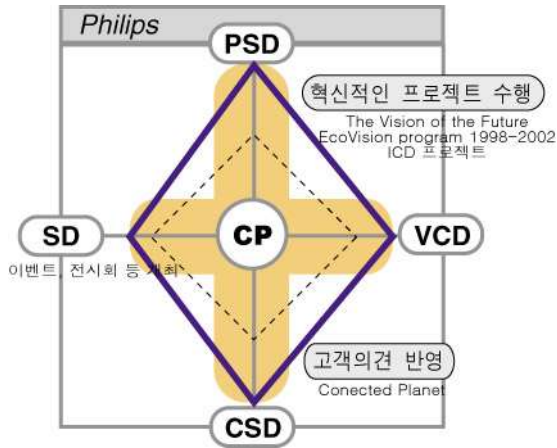 Philips
PSD
혁신적인 프로젝트 수행
The Vision of the Future
EcoVision program 1998-2002
ICD 프로젝트
SD
CP
VCD
이벤트, 전시회 등 개최
고객의견 반영
Conected Planet
CSD